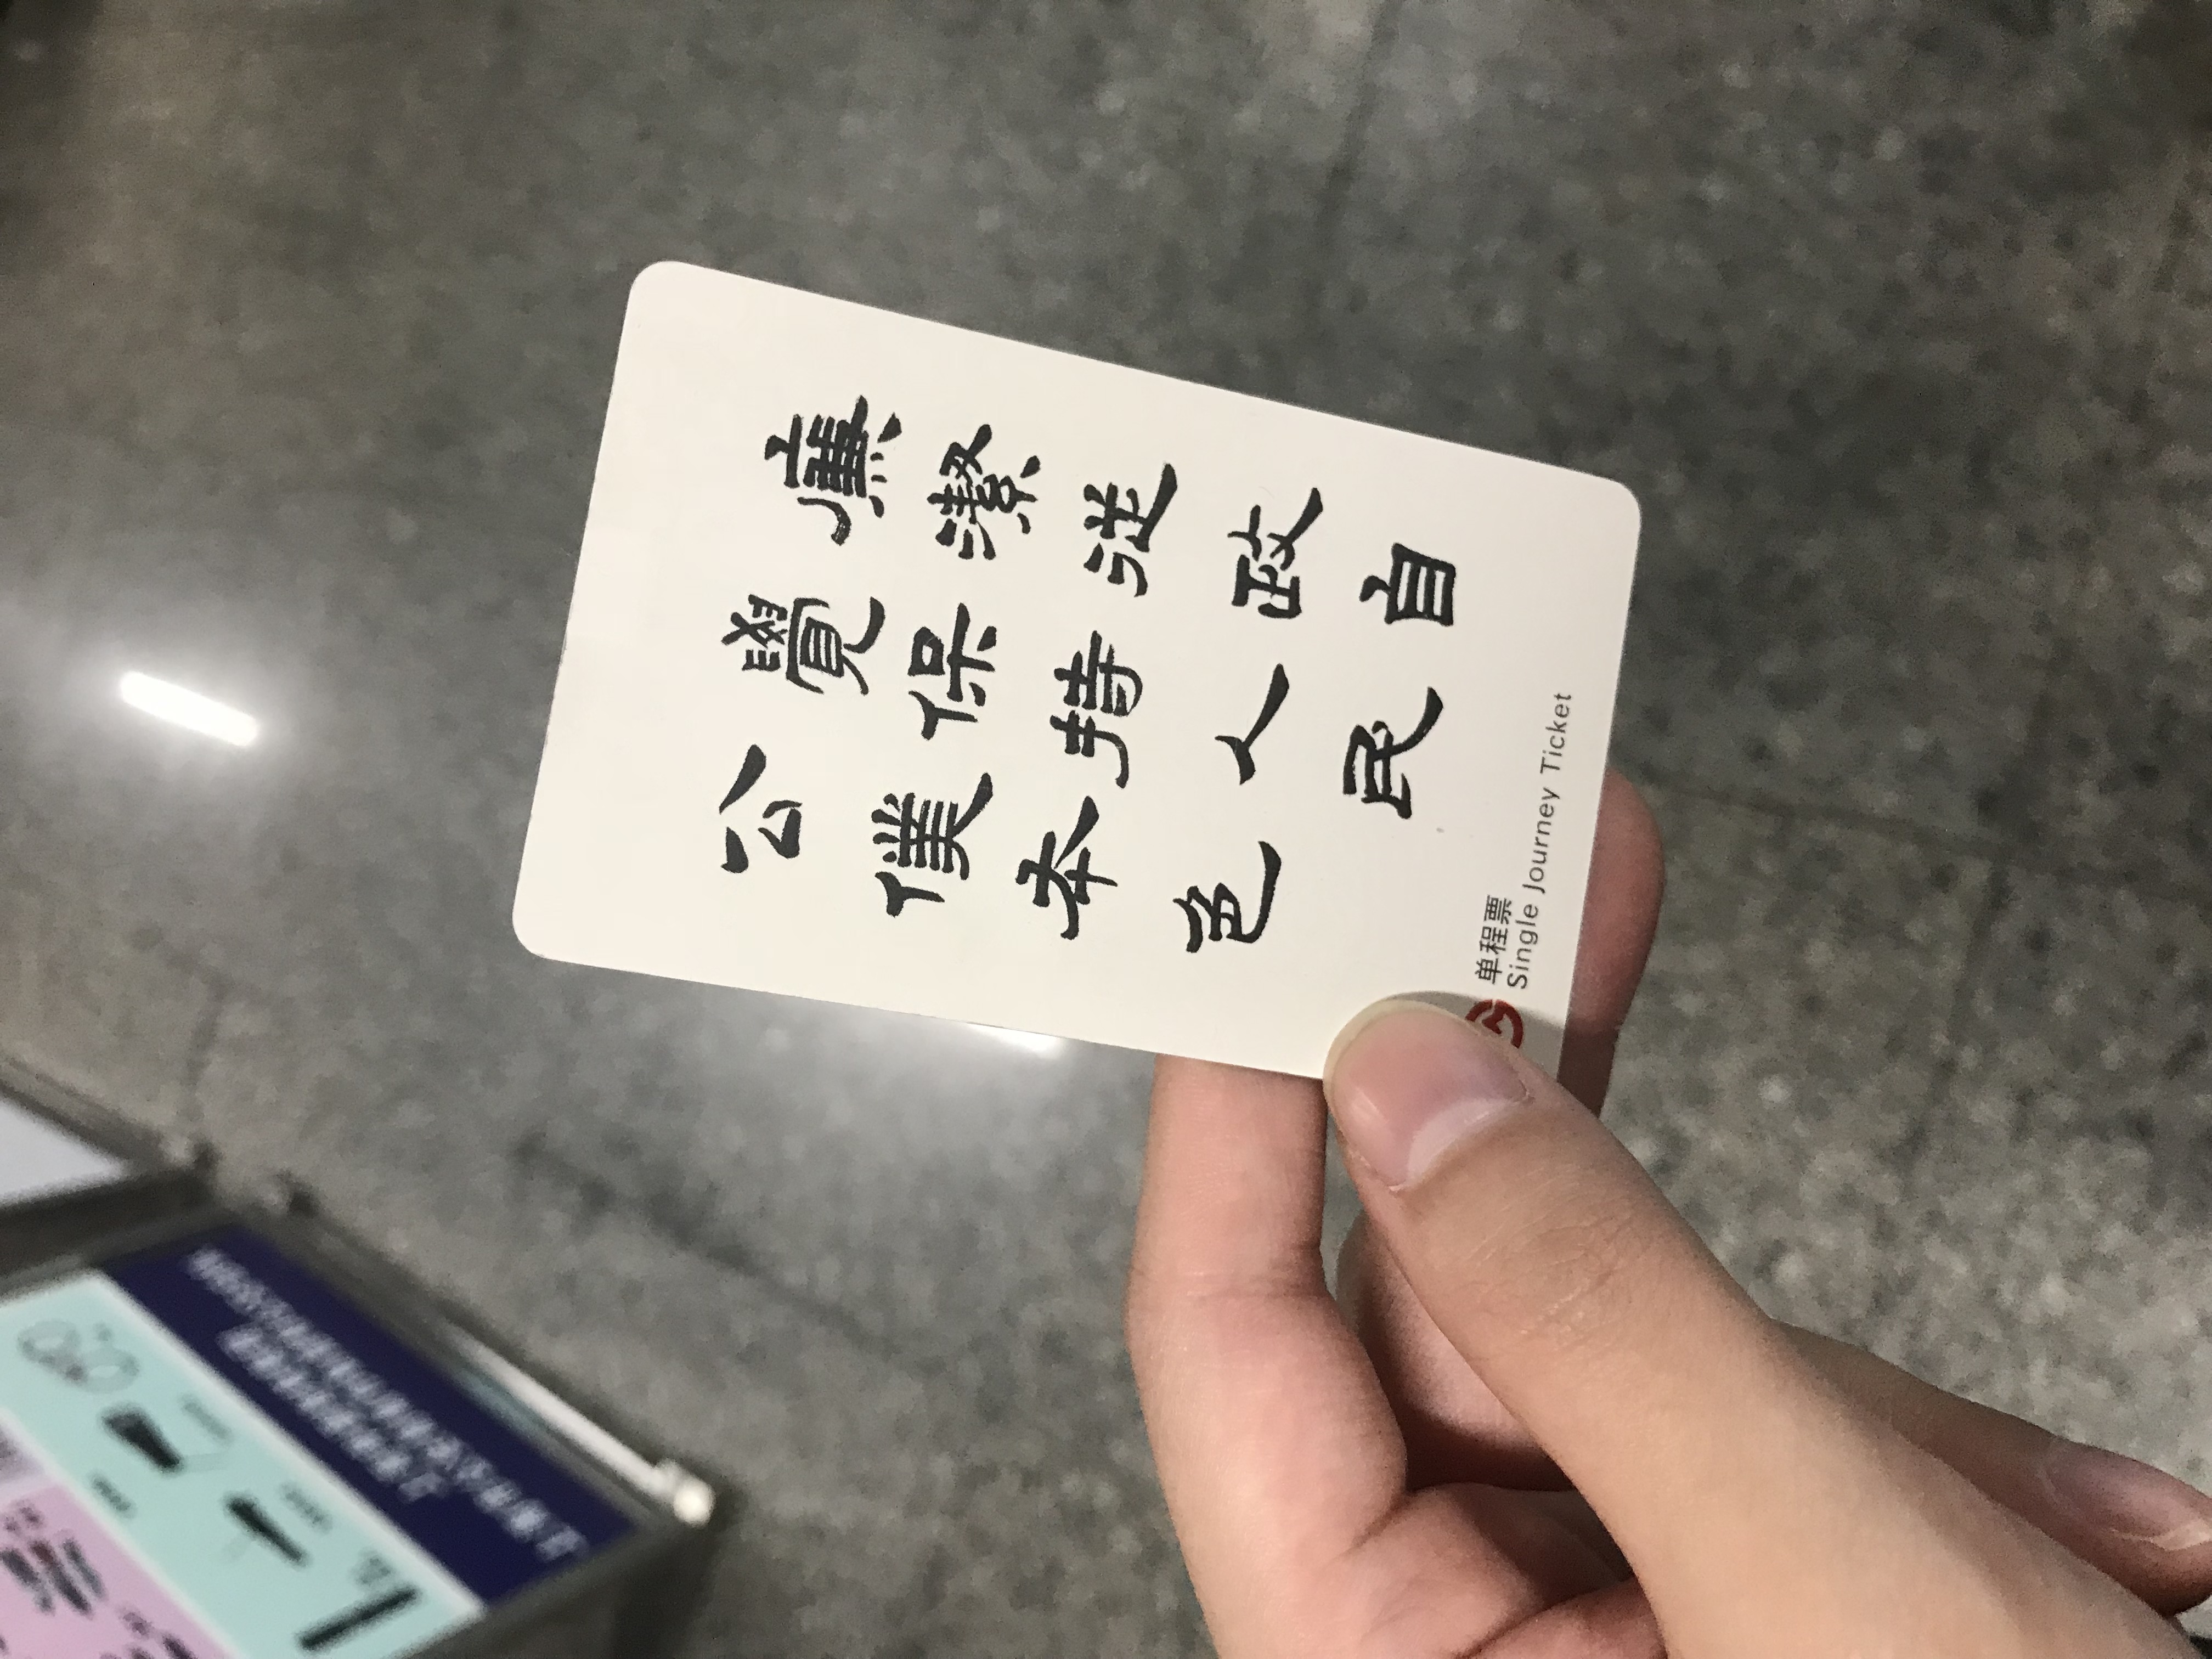 廉潔從政自
覺保持人民
公僕本色
单程票
Single Journey Ticket